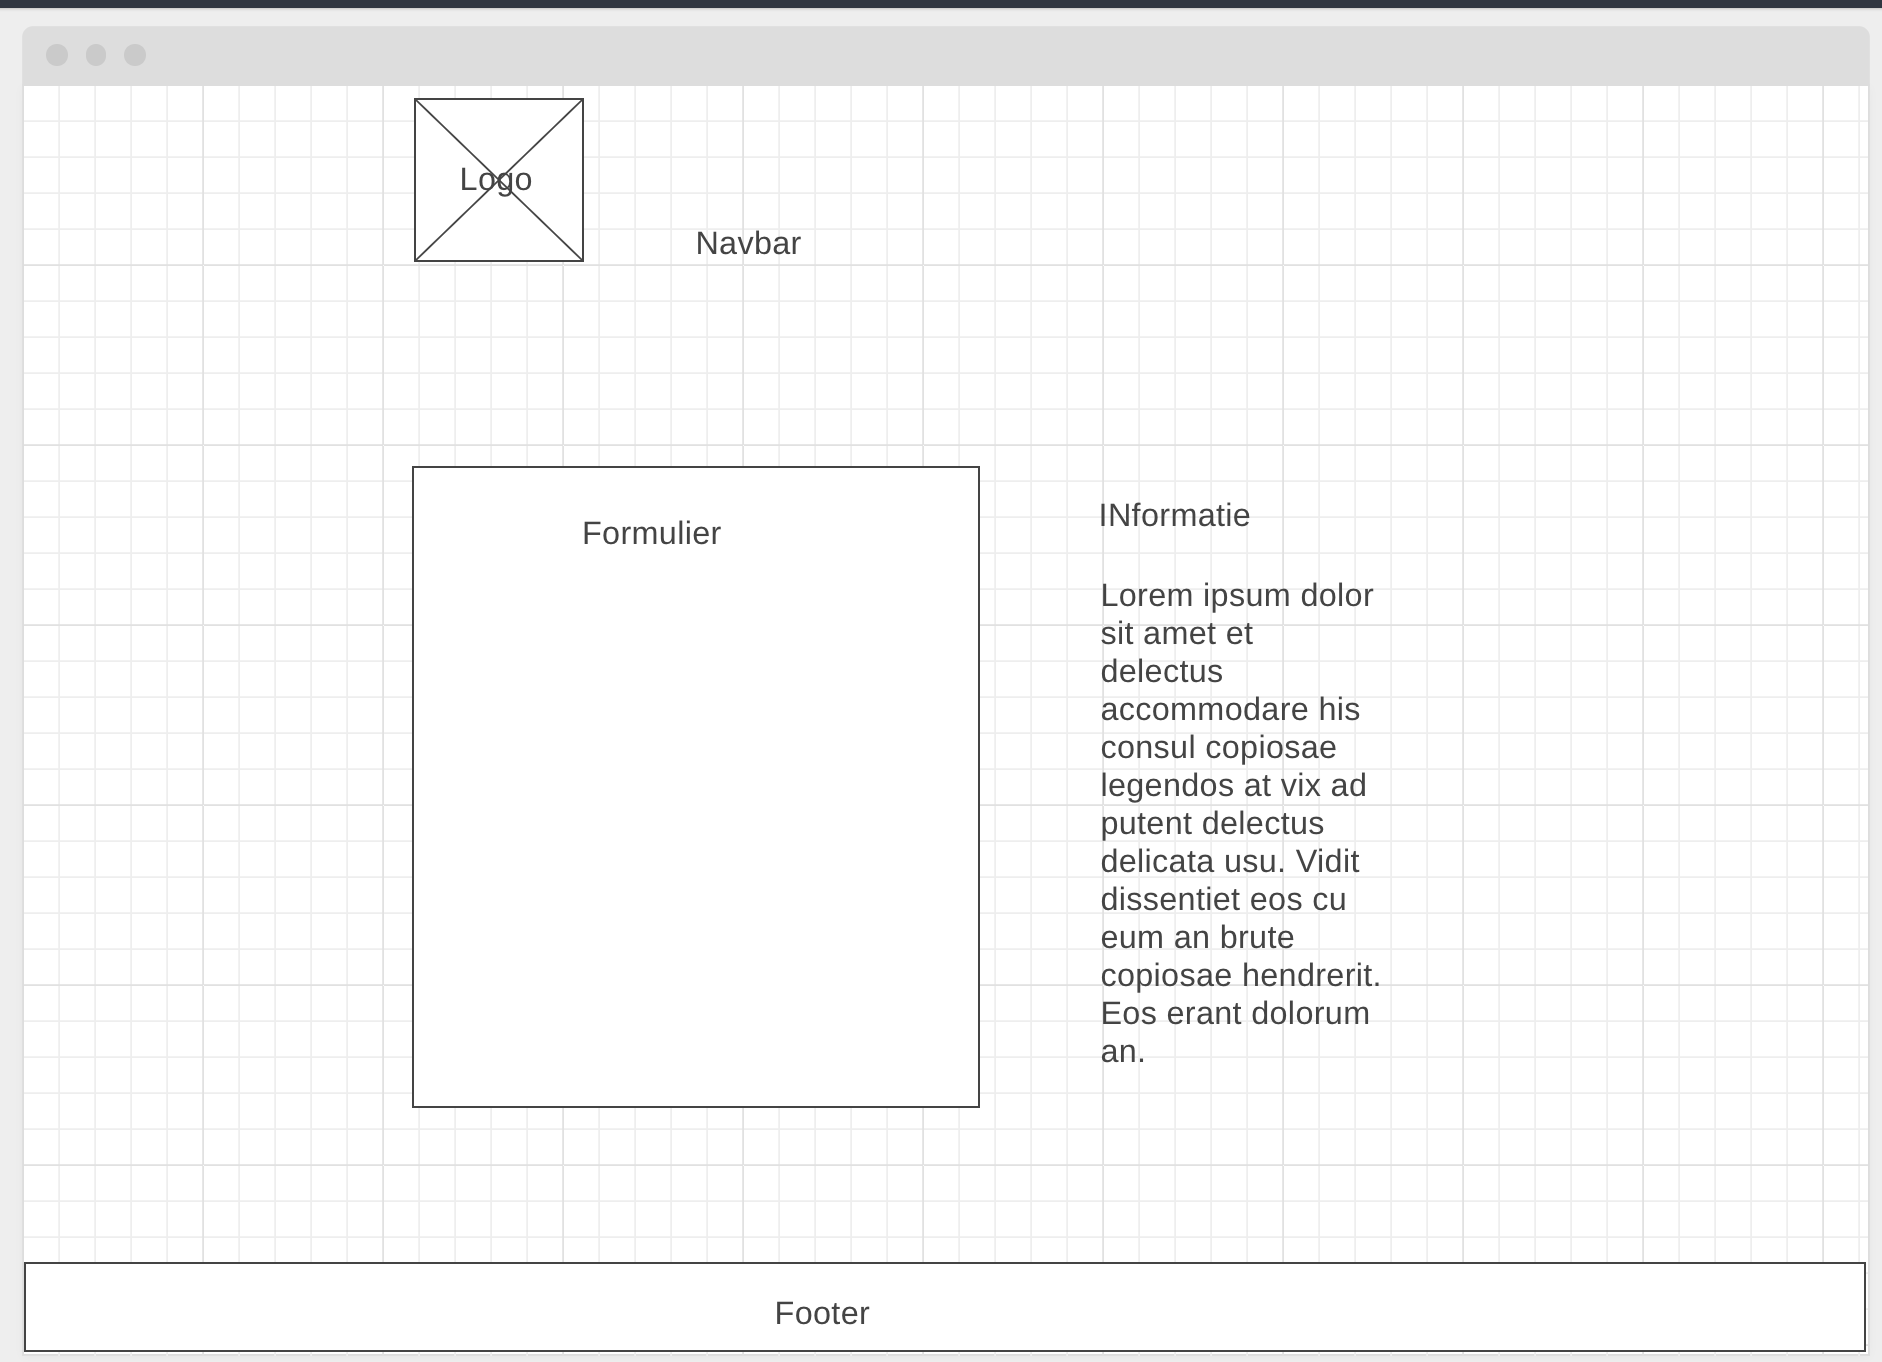 Logo
Navbar
Formulier
INformatie
Lorem ipsum dolor
sit amet et
delectus
accommodare his
consul copiosae
legendos at vix ad
putent delectus
delicata usu. Vidit
dissentiet eos cu
eum an brute
copiosae hendrerit.
Eos erant dolorum
an.
Footer